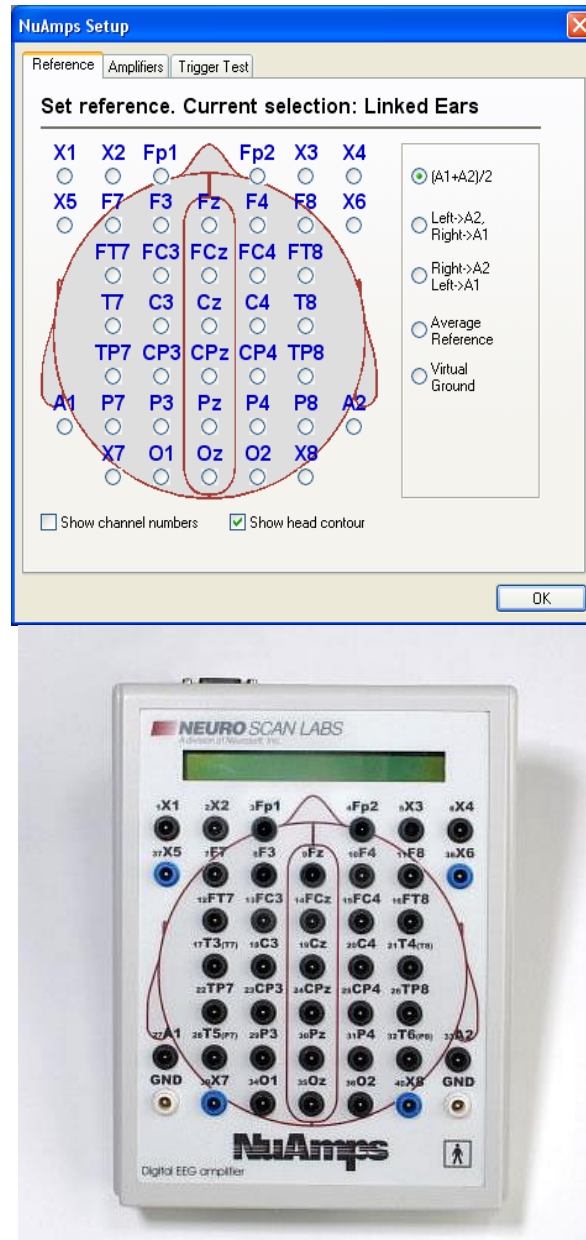 NuAmps Setup
Reference Amplifiers Trigger Test
Set reference. Current selection: Linked Ears
X1 X2 Fp1 Fp2 X3 X4
X5 F7 F3 Fz F4 F8 X6
FT7 FC3 FCz FC4 FT8
T7 C3 Cz C4 T8
TP7 CP3 CPz CP4 TP8
A1 P7 P3 Pz P4 P8 A2
X7 O1 Oz O2 X8
(A1+A2)/2
Left->A2,
Right->A1
Right->A2
Left->A1
Average
Reference
Virtual
Ground
Show channel numbers Show head contour
OK
NEURO SCAN LABS
A division of Neurosoft, Inc.
1X1 2X2 3Fp1 4Fp2 5X3 6X4
37X5 7F7 8F3 9Fz 10F4 11F8 38X6
12FT7 13FC3 14FCz 15FC4 16FT8
17T3(T7) 18C3 19Cz 20C4 21T4(T8)
22TP7 23CP3 24CPz 25CP4 26TP8
27A1 28T5(P7) 29P3 30Pz 31P4 32T6(P8) 33A2
GND 39X7 34O1 35Oz 36O2 40X8 GND
NuAmps
Digital EEG amplifier